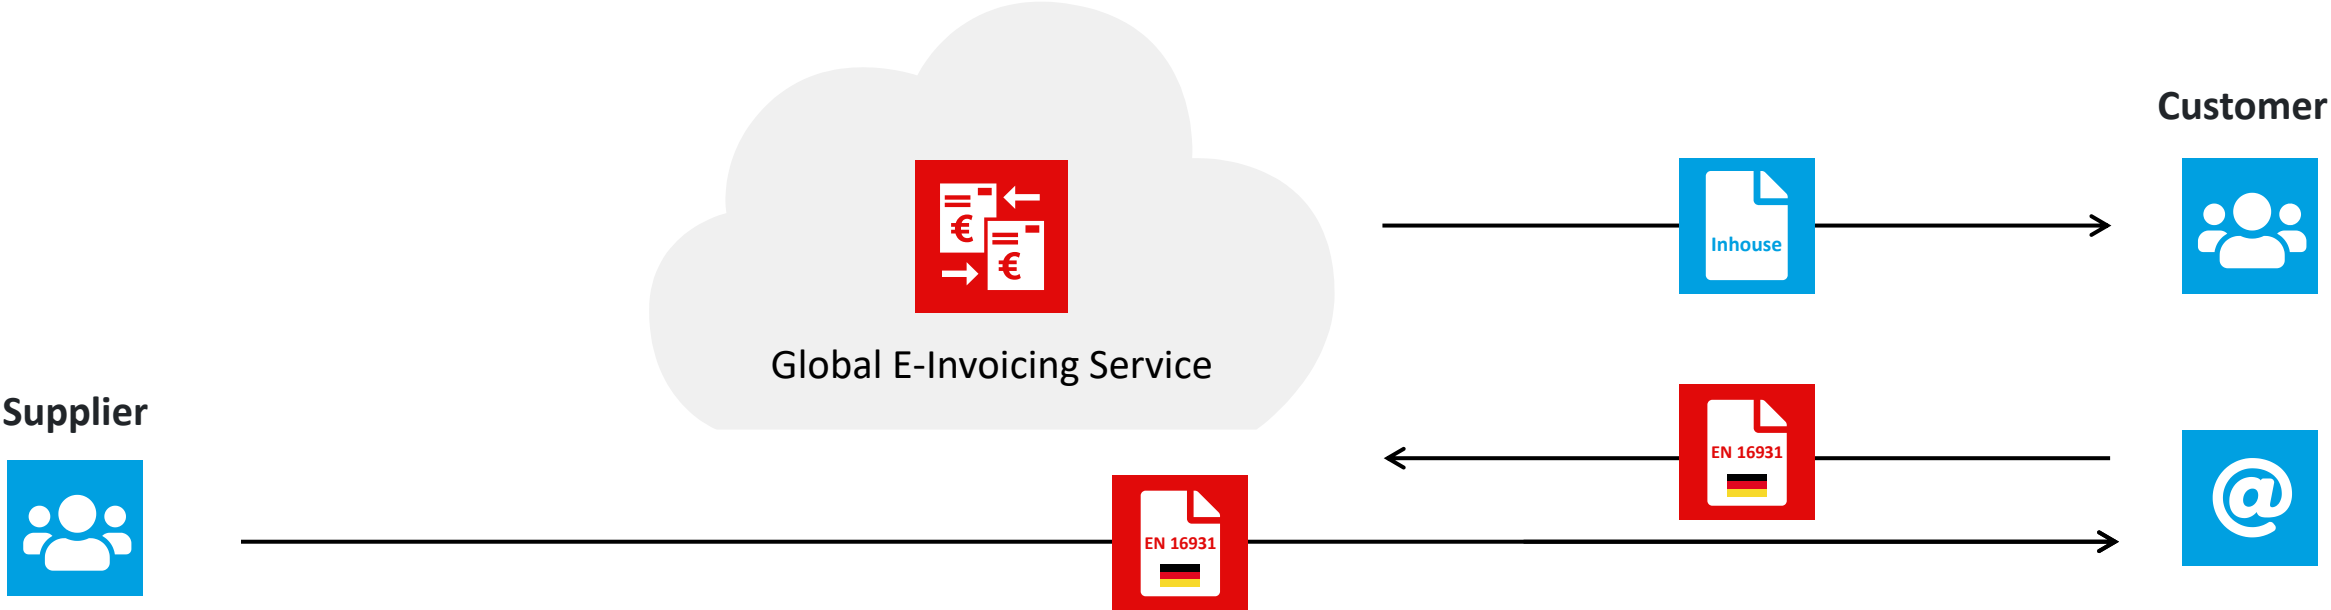 Customer
€
€
Inhouse
Global E-Invoicing Service
Supplier
EN 16931
@
EN 16931